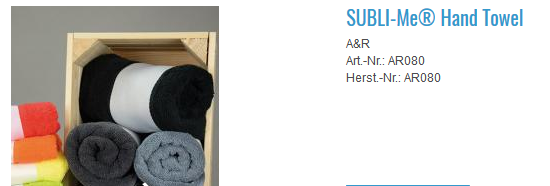 SUBLI-Me® Hand Towel
A&R
Art.-Nr.: AR080
Herst.-Nr.: AR080